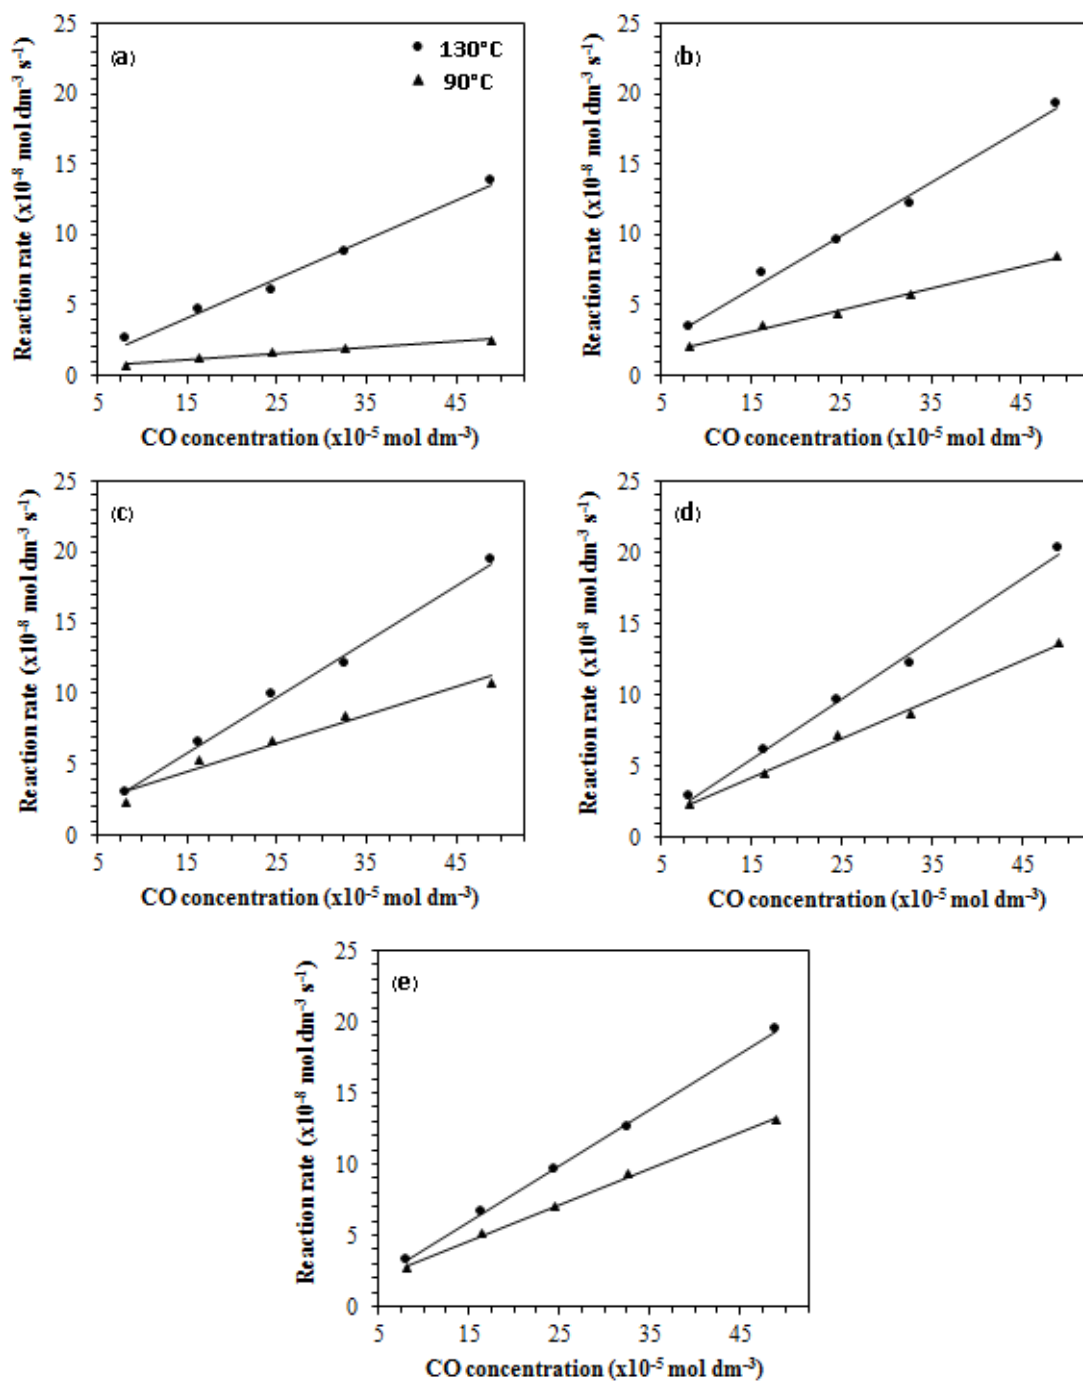 (a)
130°C
90°C
25
20
15
10
5
0
5 15 25 35 45
Reaction rate (x10⁻⁸ mol dm⁻³ s⁻¹)
CO concentration (x10⁻⁵ mol dm⁻³)
(b)
25
20
15
10
5
0
5 15 25 35 45
Reaction rate (x10⁻⁸ mol dm⁻³ s⁻¹)
CO concentration (x10⁻⁵ mol dm⁻³)
(c)
25
20
15
10
5
0
5 15 25 35 45
Reaction rate (x10⁻⁸ mol dm⁻³ s⁻¹)
CO concentration (x10⁻⁵ mol dm⁻³)
(d)
25
20
15
10
5
0
5 15 25 35 45
Reaction rate (x10⁻⁸ mol dm⁻³ s⁻¹)
CO concentration (x10⁻⁵ mol dm⁻³)
(e)
25
20
15
10
5
0
5 25 45
Reaction rate (x10⁻⁸ mol dm⁻³ s⁻¹)
CO concentration (x10⁻⁵ mol dm⁻³)